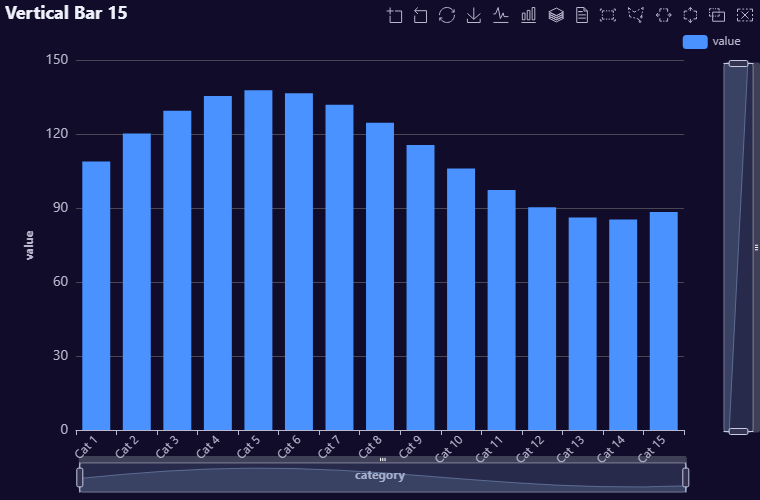 Vertical Bar 15
value
150
120
90
60
30
0
value
Cat 1
Cat 2
Cat 3
Cat 4
Cat 5
Cat 6
Cat 7
Cat 8
Cat 9
Cat 10
Cat 11
Cat 12
Cat 13
Cat 14
Cat 15
category